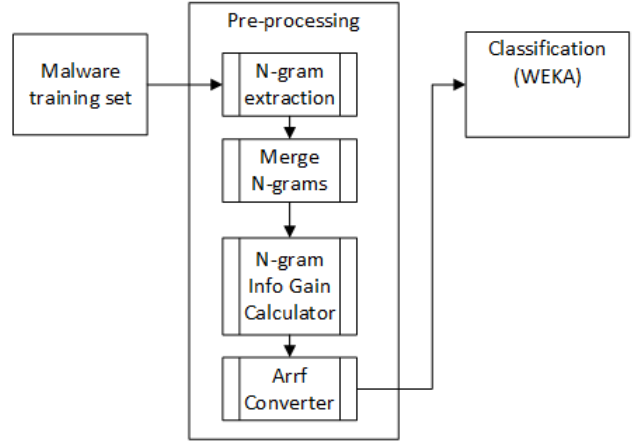 Pre-processing
Malware
training set
N-gram
extraction
Merge
N-grams
N-gram
Info Gain
Calculator
Arrf
Converter
Classification
(WEKA)